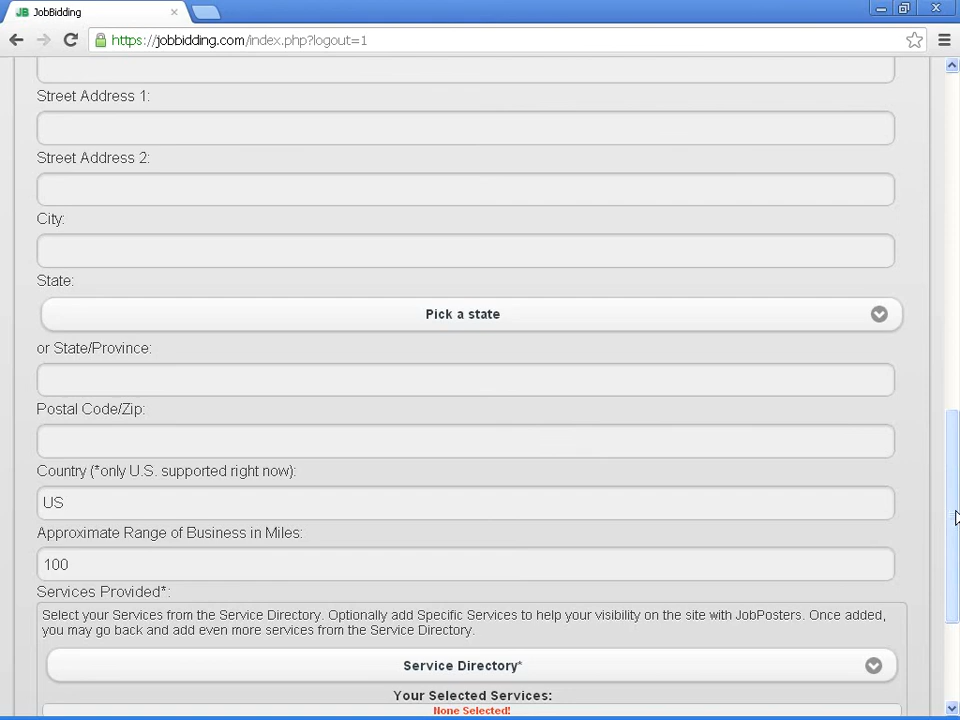 JobBidding
https://jobbidding.com/index.php?logout=1
Street Address 1:
Street Address 2:
City:
State:
Pick a state
or State/Province:
Postal Code/Zip:
Country (*only U.S. supported right now):
US
Approximate Range of Business in Miles:
100
Services Provided*:
Select your Services from the Service Directory. Optionally add Specific Services to help your visibility on the site with JobPosters. Once added,
you may go back and add even more services from the Service Directory.
Service Directory*
Your Selected Services:
None Selected!